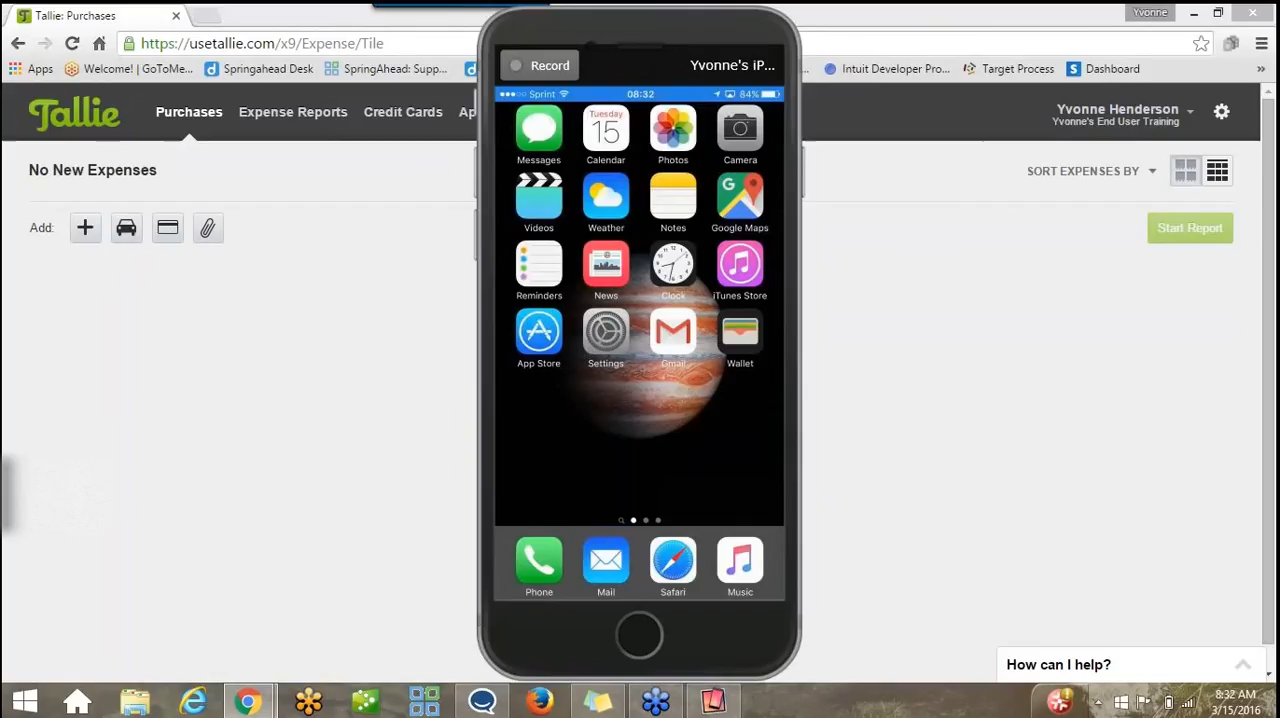 Tallie: Purchases
Yvonne
https://usetallie.com/x9/Expense/Tile
Apps
Welcome! (GoToMe...
Springahead Desk
SpringAhead: Supp...
Intuit Developer Pro...
Target Process
Dashboard
»
Tallie
Purchases
Expense Reports
Credit Cards
Ap
Yvonne Henderson
Yvonne's End User Training
No New Expenses
SORT EXPENSES BY
Add:
Start Report
Record
Yvonne's iP...
Sprint
08:32
84%
Messages
Tuesday
15
Calendar
Photos
Camera
Videos
Weather
Notes
G
Google Maps
Reminders
News
Clock
iTunes Store
App Store
Settings
Gmail
Wallet
Phone
Mail
Safari
Music
How can I help?
8:32 AM
3/15/2016